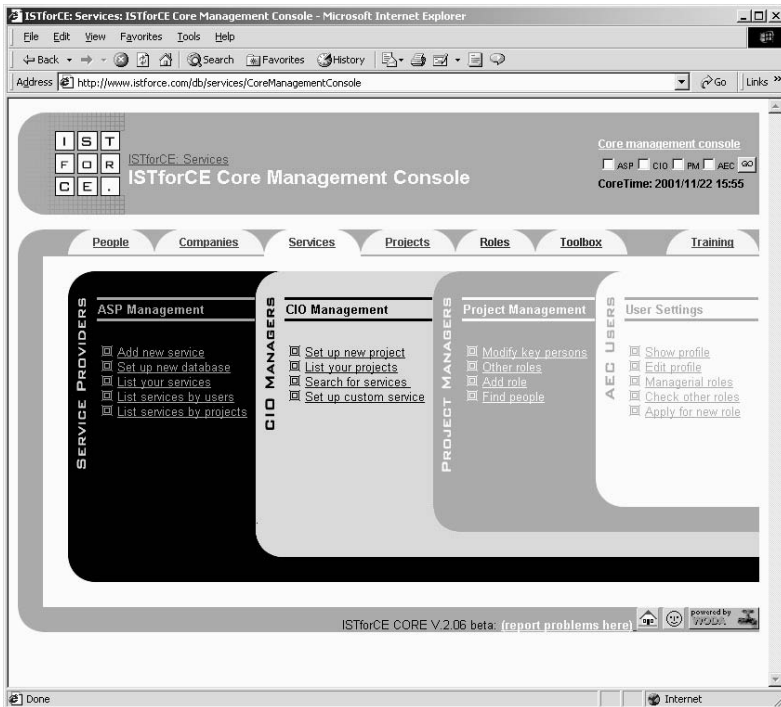 ISTforCE: Services: ISTforCE Core Management Console - Microsoft Internet Explorer
File Edit View Favorites Tools Help
Back Search Favorites History
Address http://www.istforce.com/db/services/CoreManagementConsole Go Links »
I S T
F O R
C E .
ISTforCE: Services
ISTforCE Core Management Console
Core management console
ASP CIO PM AEC GO
CoreTime: 2001/11/22 15:55
People Companies Services Projects Roles Toolbox Training
SERVICE PROVIDERS
ASP Management
Add new service
Set up new database
List your services
List services by users
List services by projects
CIO MANAGERS
CIO Management
Set up new project
List your projects
Search for services
Set up custom service
PROJECT MANAGERS
Project Management
Modify key persons
Other roles
Add role
Find people
AEC USERS
User Settings
Show profile
Edit profile
Managerial roles
Check other roles
Apply for new role
ISTforCE CORE V.2.06 beta: (report problems here)
powered by
WODA
Done Internet